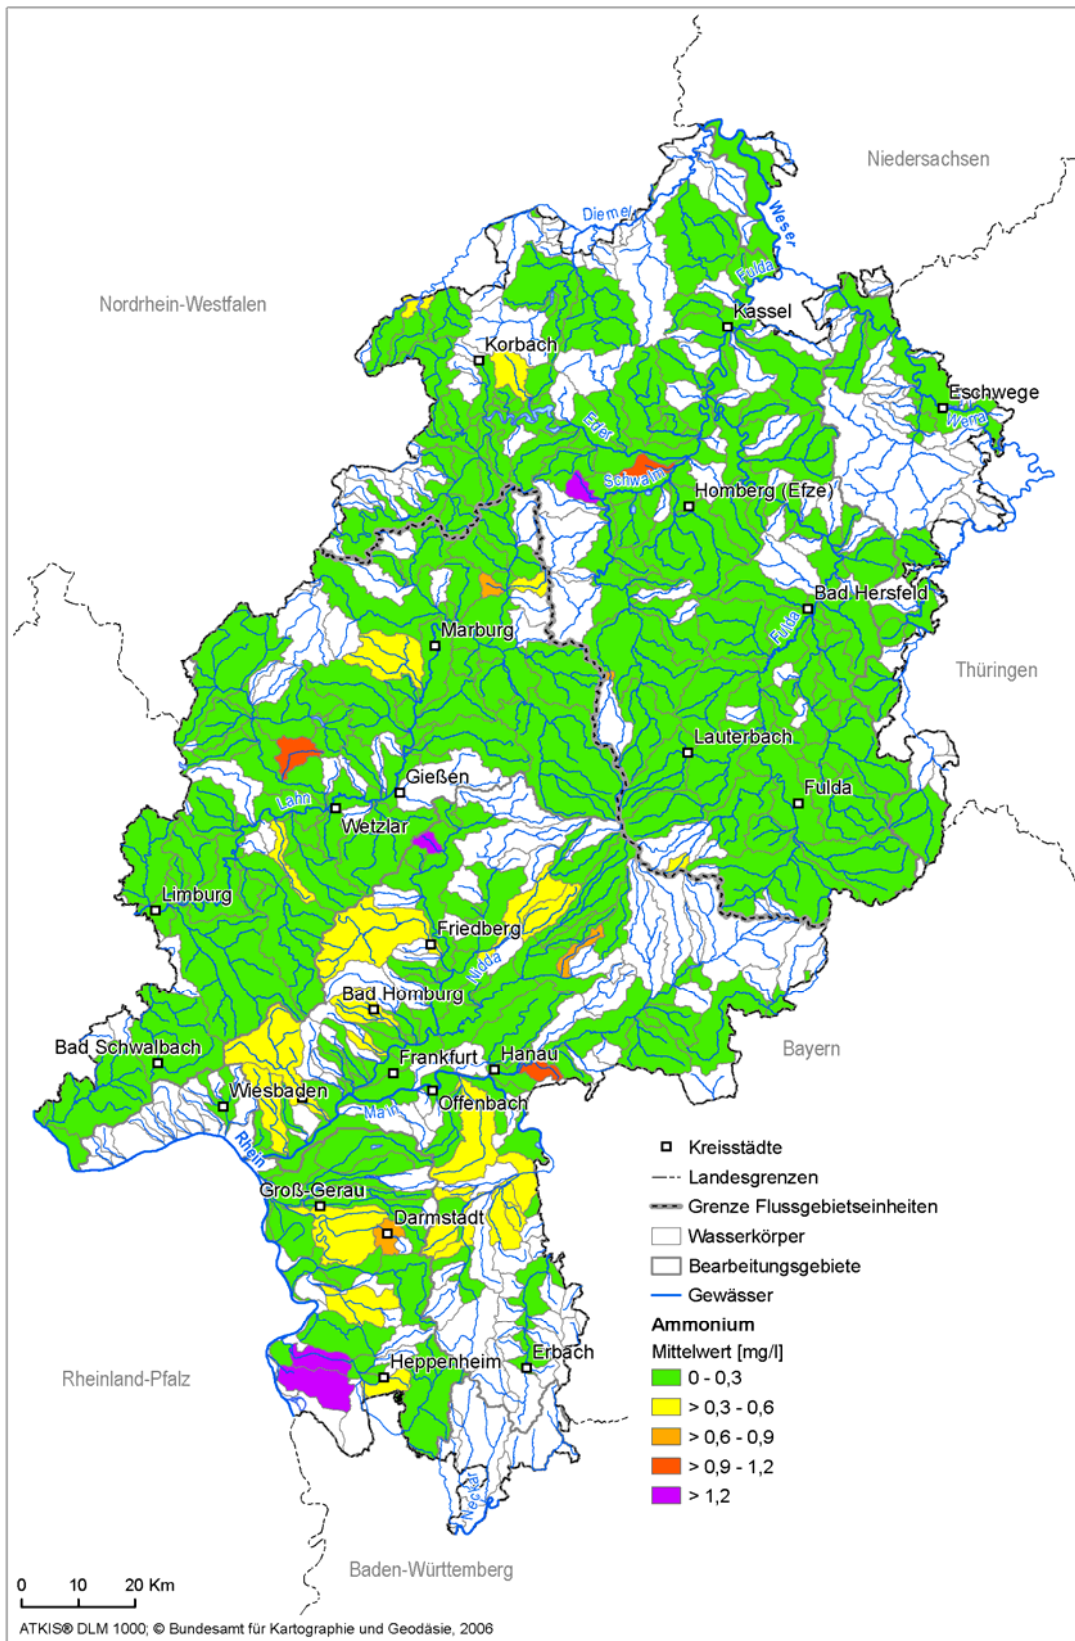 Niedersachsen
Diemel
Weser
Fulda
Nordrhein-Westfalen
Kassel
Korbach
Eschwege
Werra
Eder
Schwalm
Homberg (Efze)
Bad Hersfeld
Fulda
Marburg
Thüringen
Lauterbach
Gießen
Fulda
Lahn
Wetzlar
Limburg
Friedberg
Nidda
Bad Homburg
Bad Schwalbach
Frankfurt
Hanau
Bayern
Wiesbaden
Offenbach
Main
Rhein
Groß-Gerau
Darmstadt
Rheinland-Pfalz
Heppenheim
Erbach
Neckar
Baden-Württemberg
Kreisstädte
Landesgrenzen
Grenze Flussgebietseinheiten
Wasserkörper
Bearbeitungsgebiete
Gewässer
Ammonium
Mittelwert [mg/l]
0 - 0,3
> 0,3 - 0,6
> 0,6 - 0,9
> 0,9 - 1,2
> 1,2
0 10 20 Km
ATKIS® DLM 1000; © Bundesamt für Kartographie und Geodäsie, 2006